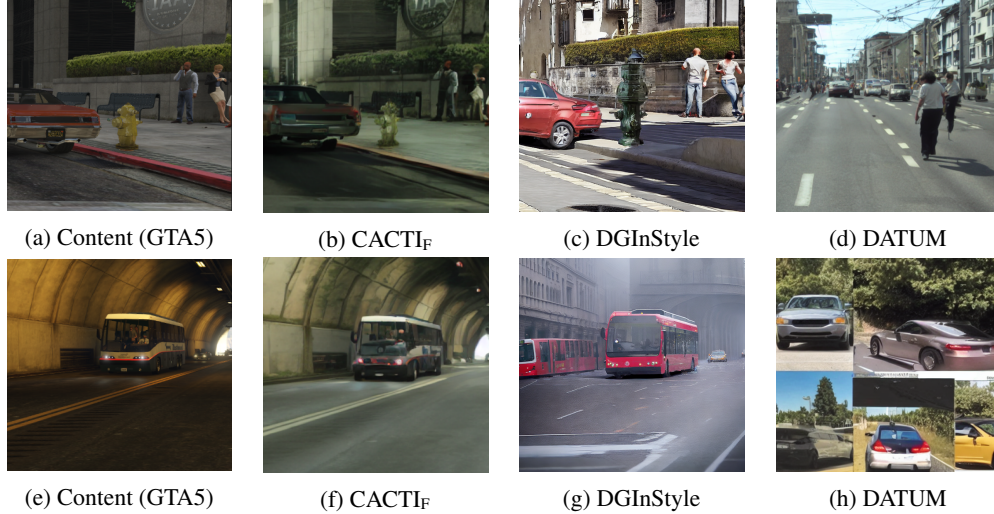 (a) Content (GTA5)
(b) CACTI_F
(c) DGInStyle
(d) DATUM
(e) Content (GTA5)
(f) CACTI_F
(g) DGInStyle
(h) DATUM